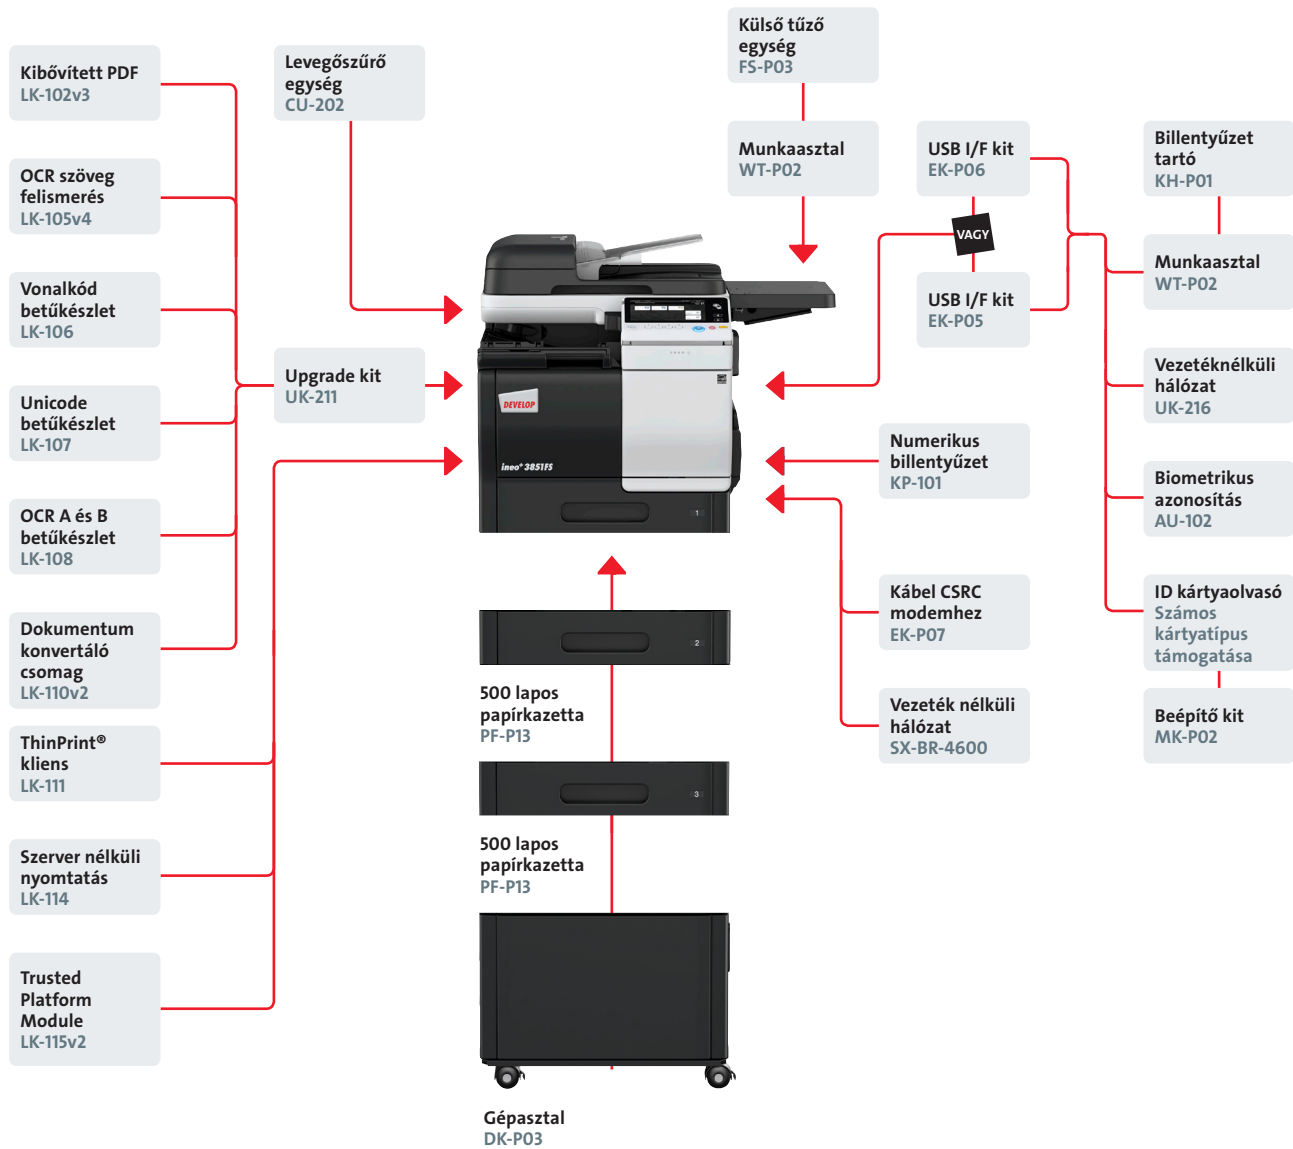 Kibővített PDF
LK-102v3
OCR szöveg
felismerés
LK-105v4
Vonalkód
betűkészlet
LK-106
Unicode
betűkészlet
LK-107
OCR A és B
betűkészlet
LK-108
Dokumentum
konvertáló
csomag
LK-110v2
ThinPrint®
kliens
LK-111
Szerver nélküli
nyomtatás
LK-114
Trusted
Platform
Module
LK-115v2
Levegőszűrő
egység
CU-202
Upgrade kit
UK-211
Külső tűző
egység
FS-P03
Munkaasztal
WT-P02
DEVELOP
ineo+ 3851FS
1
2
500 lapos
papírkazetta
PF-P13
3
500 lapos
papírkazetta
PF-P13
Gépasztal
DK-P03
USB I/F kit
EK-P06
VAGY
USB I/F kit
EK-P05
Numerikus
billentyűzet
KP-101
Kábel CSRC
modemhez
EK-P07
Vezeték nélküli
hálózat
SX-BR-4600
Billentyűzet
tartó
KH-P01
Munkaasztal
WT-P02
Vezetéknélküli
hálózat
UK-216
Biometrikus
azonosítás
AU-102
ID kártyaolvasó
Számos
kártyatípus
támogatása
Beépítő kit
MK-P02